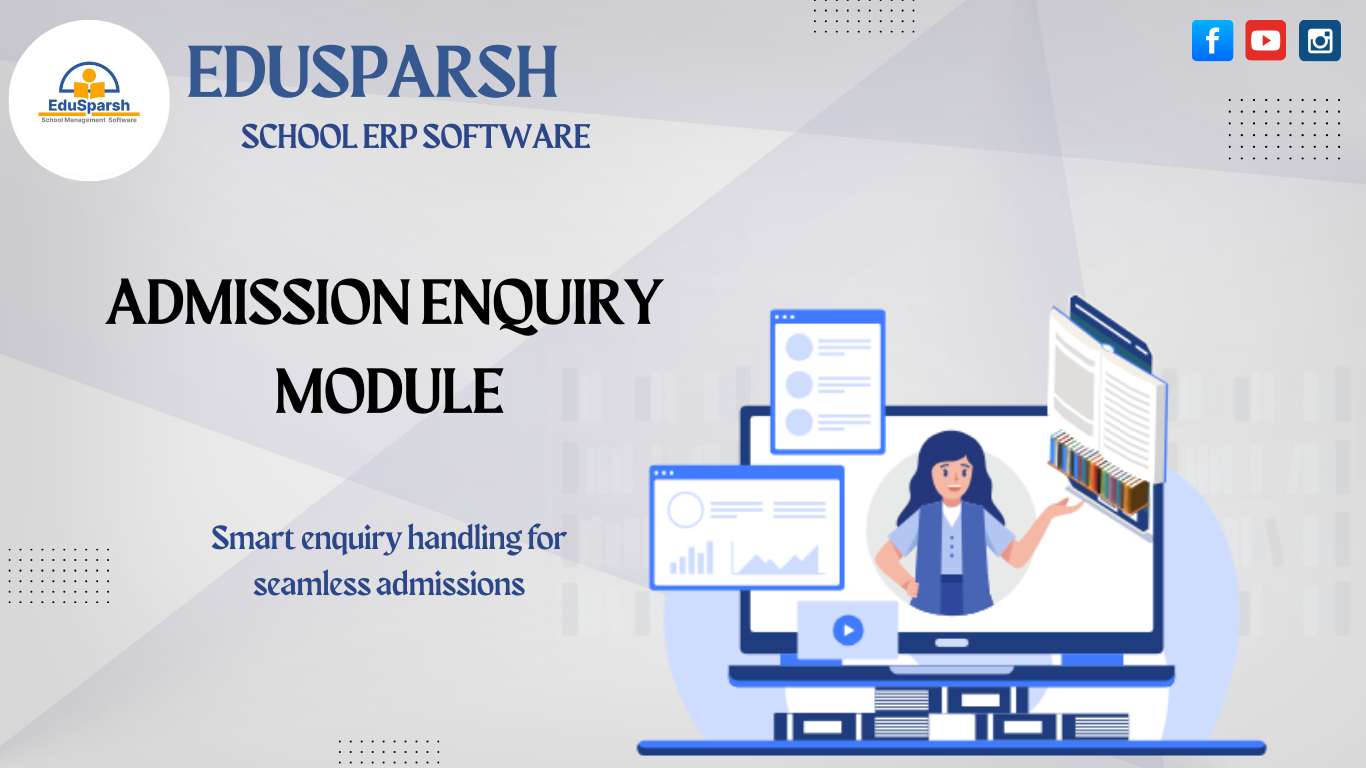 EduSparsh
School Management Software
EDUSPARSH
SCHOOL ERP SOFTWARE
ADMISSION ENQUIRY
MODULE
Smart enquiry handling for
seamless admissions